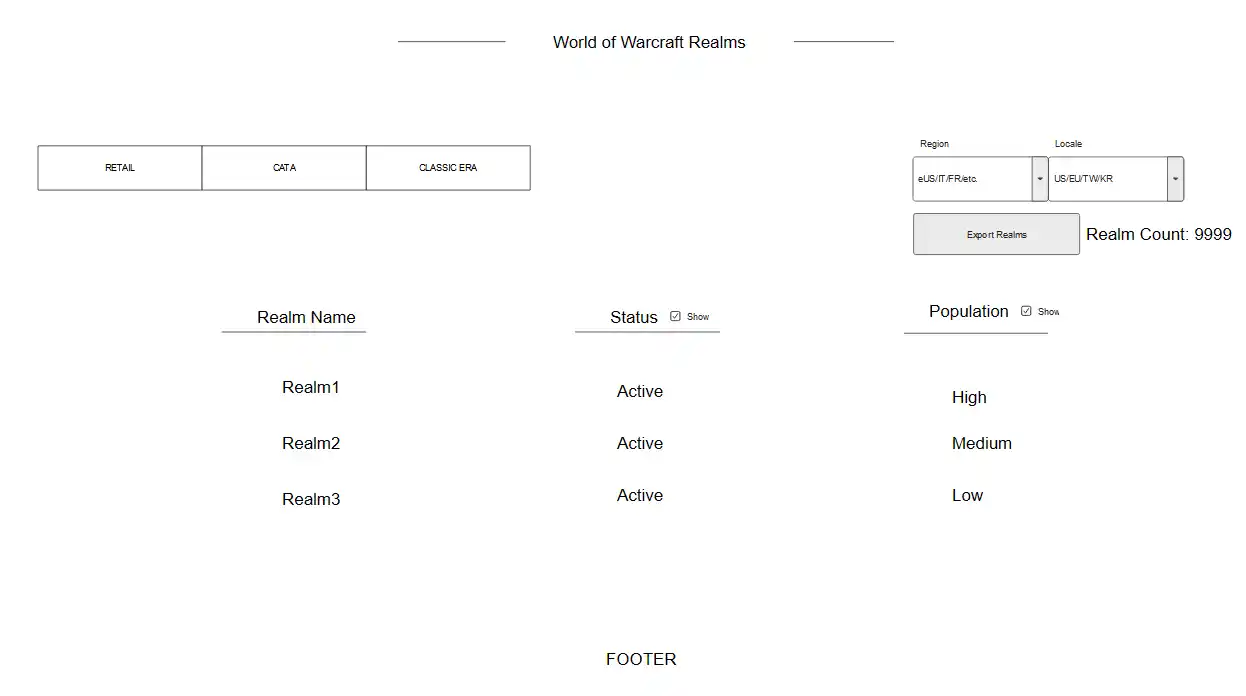 World of Warcraft Realms
RETAIL CATA CLASSIC ERA
Region Locale
eUS/IT/FR/etc. US/EU/TW/KR
Export Realms Realm Count: 9999
Realm Name Status Show Population Show
Realm1 Active High
Realm2 Active Medium
Realm3 Active Low
FOOTER